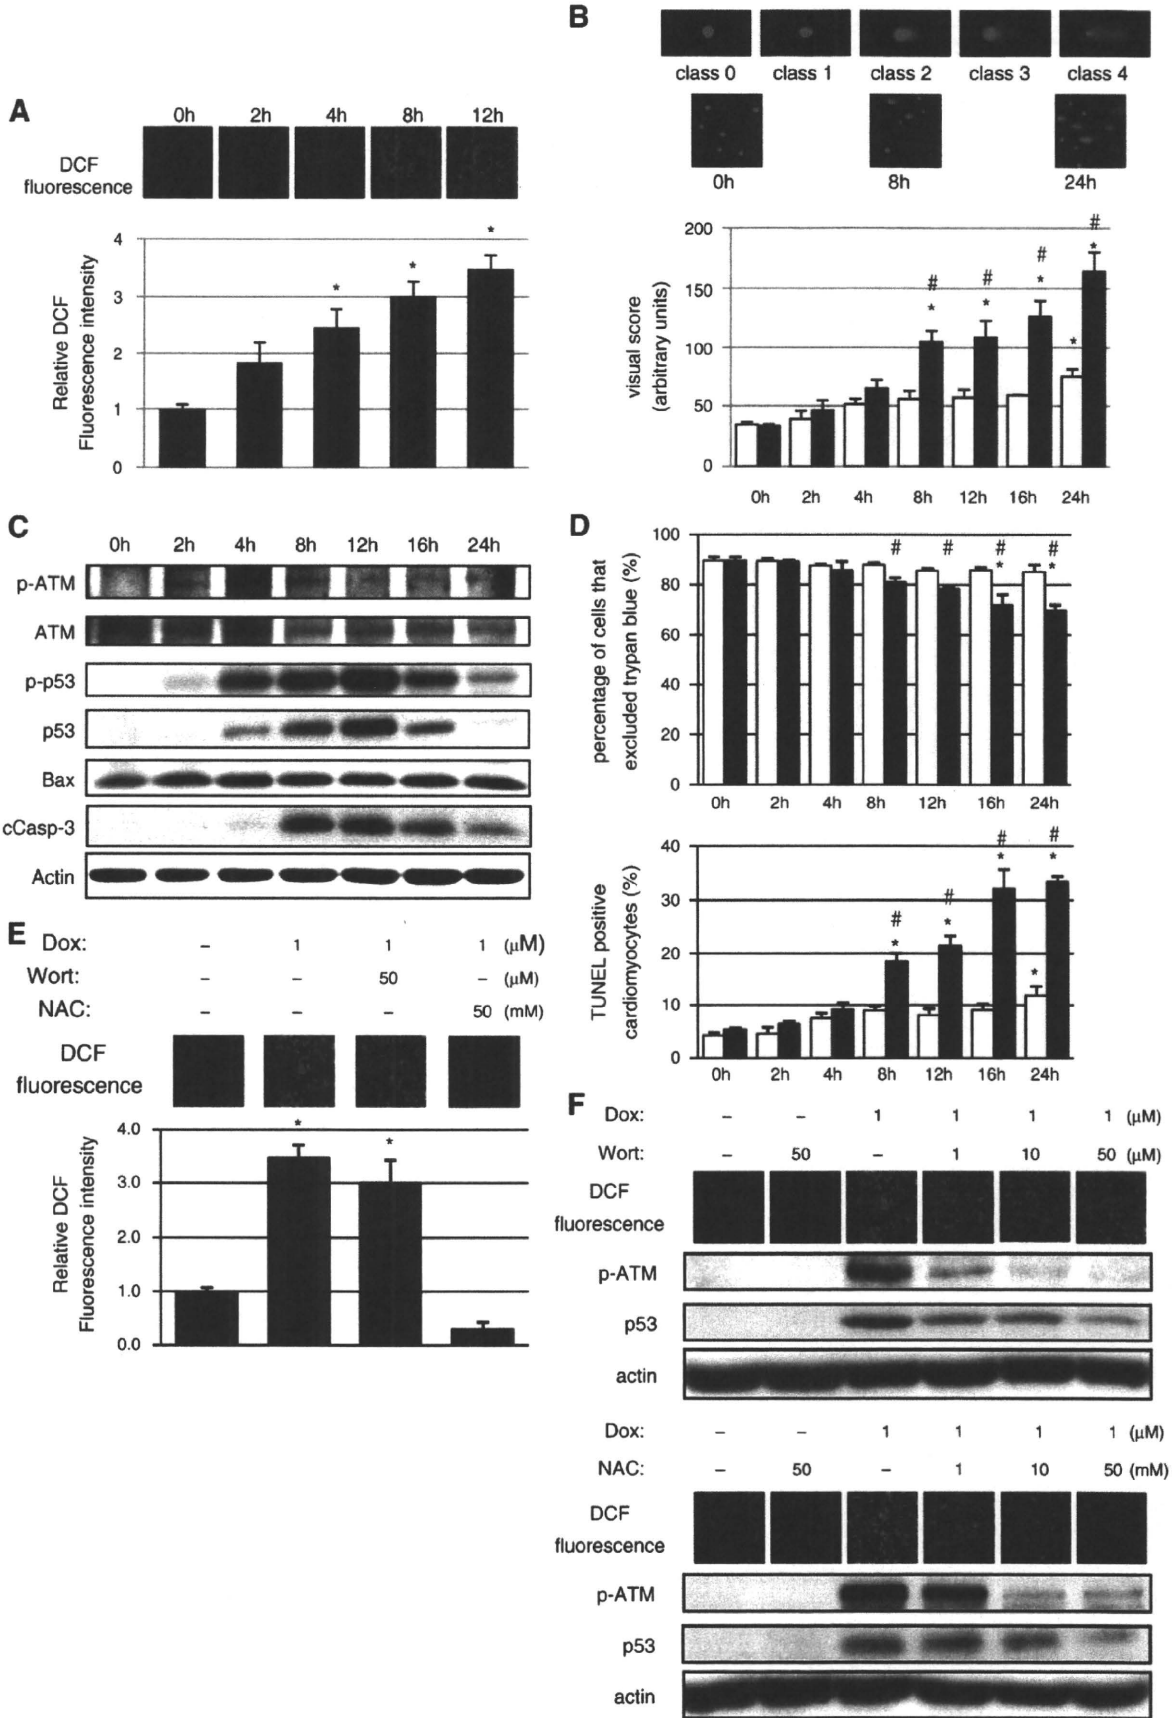 A
0h 2h 4h 8h 12h
DCF
fluorescence
Relative DCF
Fluorescence intensity
4
3
2
1
0
* * * *
B
class 0 class 1 class 2 class 3 class 4
0h 8h 24h
visual score
(arbitrary units)
200
150
100
50
0
# * # * # * * # *
0h 2h 4h 8h 12h 16h 24h
C
0h 2h 4h 8h 12h 16h 24h
p-ATM
ATM
p-p53
p53
Bax
cCasp-3
Actin
D
percentage of cells that
excluded trypan blue (%)
100
80
60
40
20
0
# # # * # *
0h 2h 4h 8h 12h 16h 24h
TUNEL positive
cardiomyocytes (%)
40
30
20
10
0
# * # * # * * # *
0h 2h 4h 8h 12h 16h 24h
E
Dox: – 1 1 1 (μM)
Wort: – – 50 – (μM)
NAC: – – – 50 (mM)
DCF
fluorescence
Relative DCF
Fluorescence intensity
4.0
3.0
2.0
1.0
0.0
* *
F
Dox: – – 1 1 1 1 (μM)
Wort: – 50 – 1 10 50 (μM)
DCF
fluorescence
p-ATM
p53
actin
Dox: – – 1 1 1 1 (μM)
NAC: – 50 – 1 10 50 (mM)
DCF
fluorescence
p-ATM
p53
actin